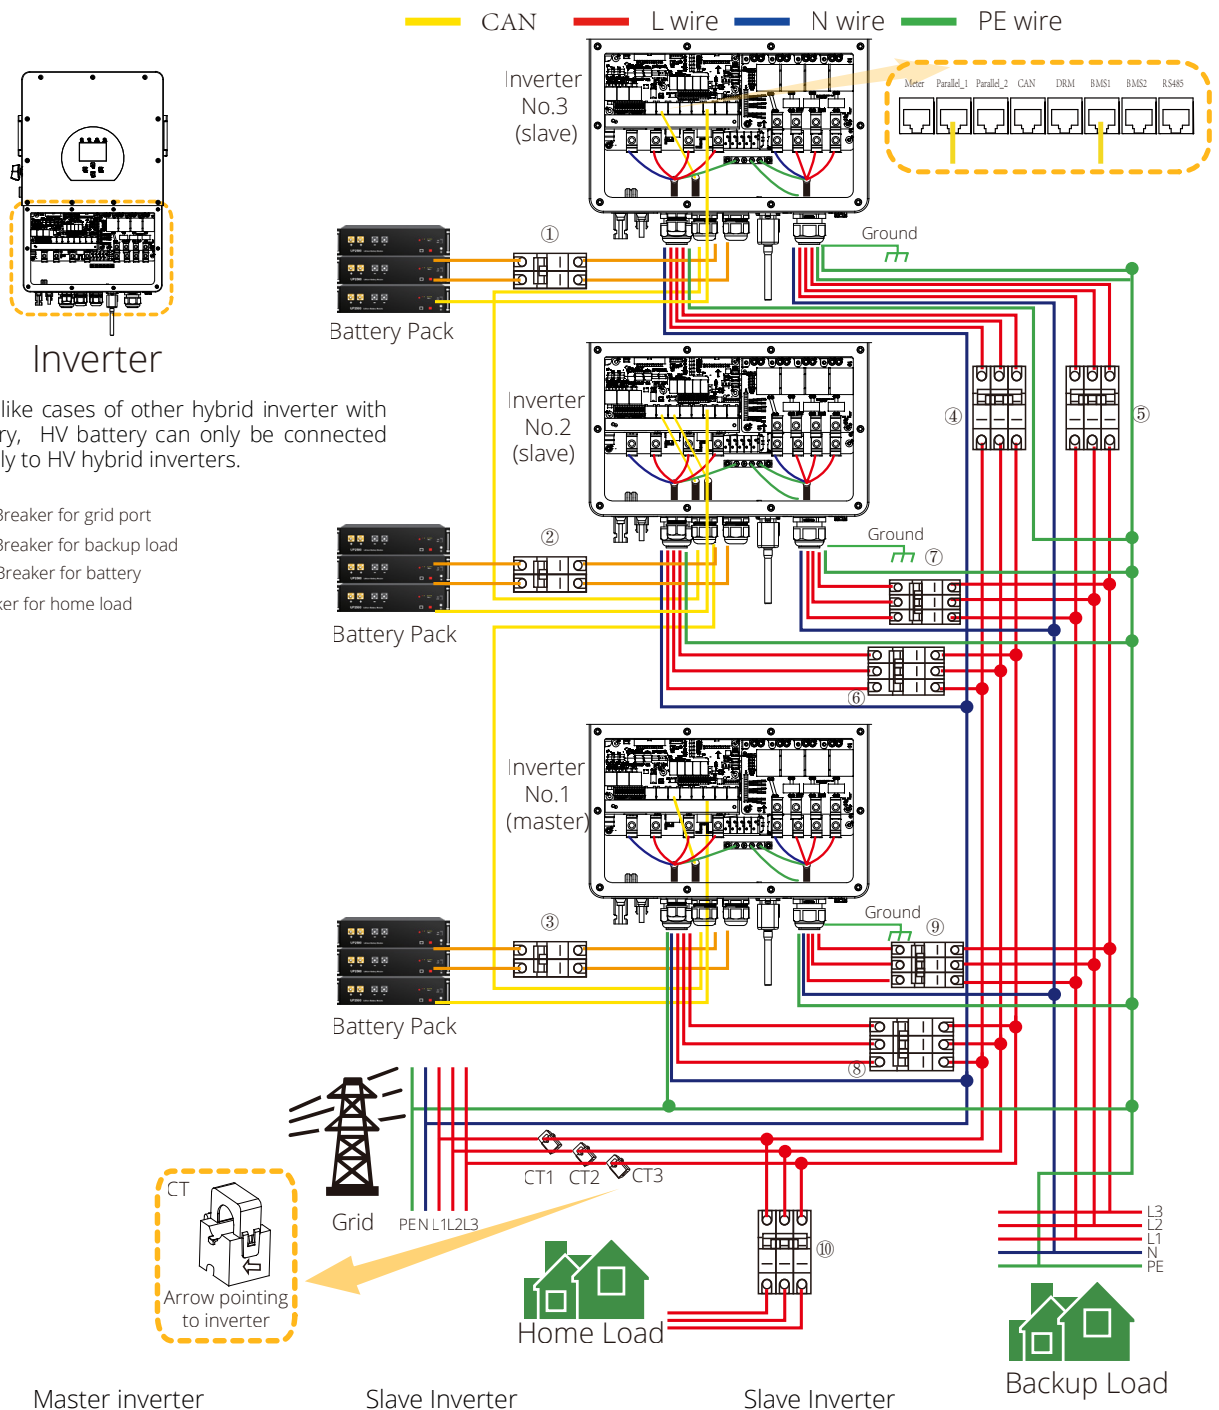 CAN L wire N wire PE wire
Inverter
No.3
(slave)
Meter Parallel_1 Parallel_2 CAN DRM BMS1 BMS2 RS485
①
Ground
Battery Pack
Inverter
like cases of other hybrid inverter with
ry, HV battery can only be connected
ly to HV hybrid inverters.
Inverter
No.2
(slave)
④ ⑤
Breaker for grid port
Breaker for backup load
Breaker for battery
ker for home load
②
Ground
⑦
Battery Pack
⑥
Inverter
No.1
(master)
③
Ground
⑨
Battery Pack
⑧
CT
CT1 CT2 CT3
Grid
PE N L1 L2 L3
⑩
L3
L2
L1
N
PE
Arrow pointing
to inverter
Home Load
Backup Load
Master inverter Slave Inverter Slave Inverter